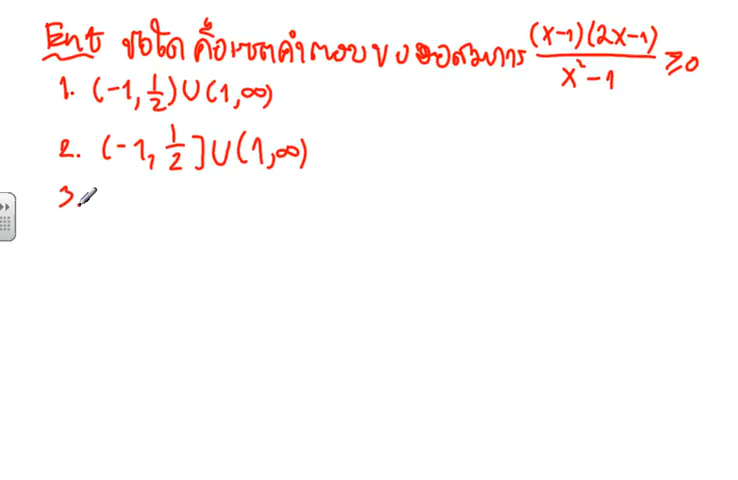 Ent ข้อใดคือเซตคำตอบของอสมการ (x-1)(2x-1)/(x²-1) ≥0
1. (-1, 1/2)∪(1,∞)
2. (-1, 1/2]∪(1,∞)
3.